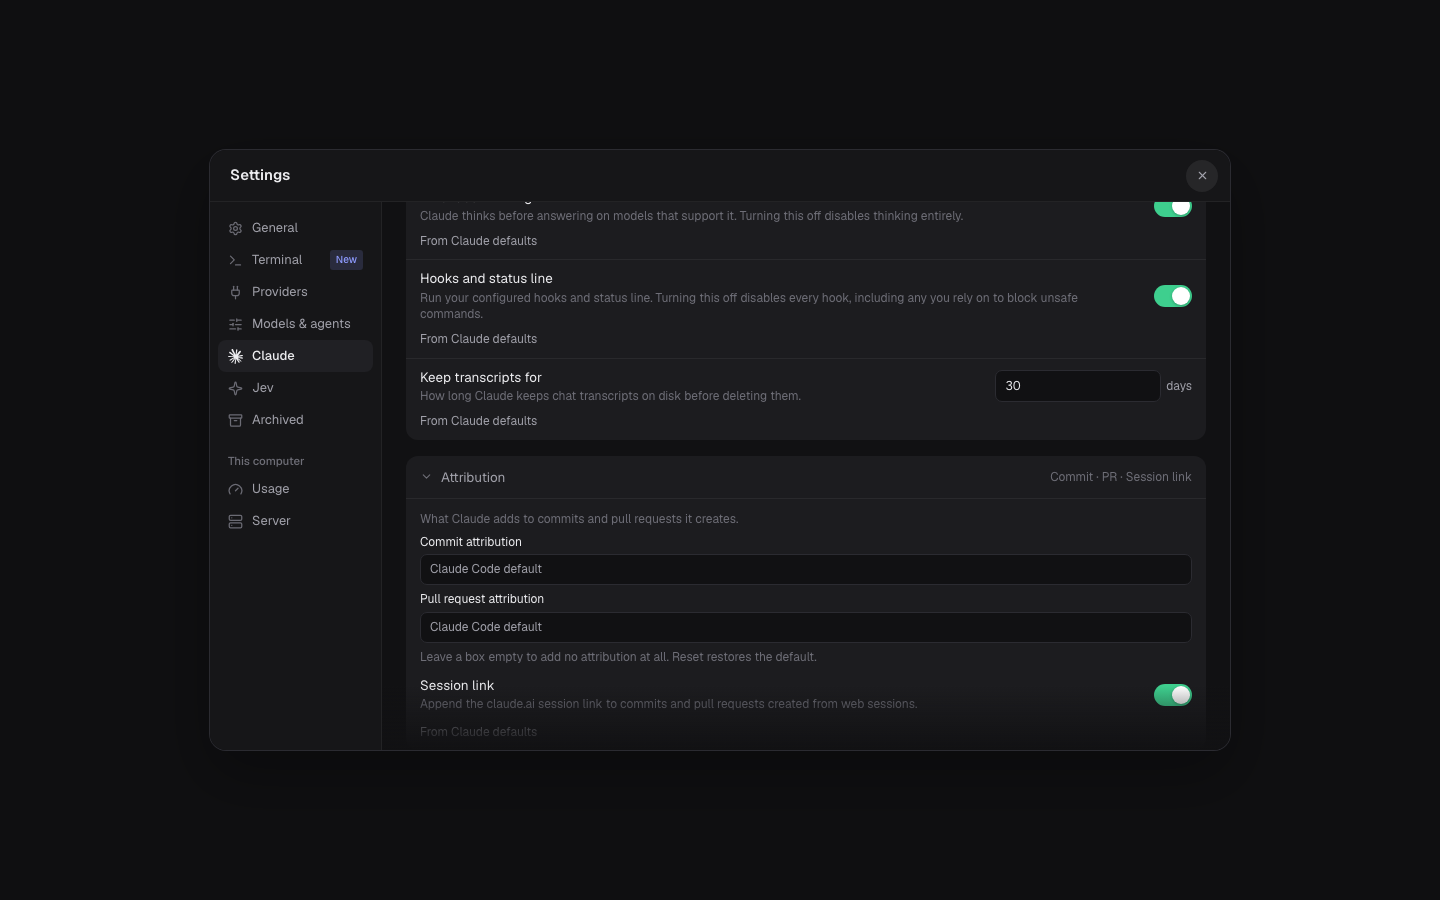 Settings
General
Terminal New
Providers
Models & agents
Claude
Jev
Archived
This computer
Usage
Server
Claude thinks before answering on models that support it. Turning this off disables thinking entirely.
From Claude defaults
Hooks and status line
Run your configured hooks and status line. Turning this off disables every hook, including any you rely on to block unsafe
commands.
From Claude defaults
Keep transcripts for
How long Claude keeps chat transcripts on disk before deleting them.
30 days
From Claude defaults
Attribution
Commit · PR · Session link
What Claude adds to commits and pull requests it creates.
Commit attribution
Claude Code default
Pull request attribution
Claude Code default
Leave a box empty to add no attribution at all. Reset restores the default.
Session link
Append the claude.ai session link to commits and pull requests created from web sessions.
From Claude defaults